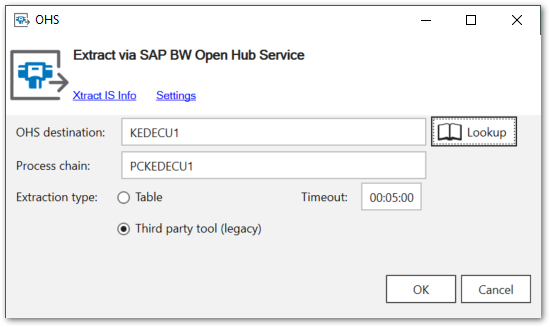 OHS
Extract via SAP BW Open Hub Service
Xtract IS Info Settings
OHS destination: KEDECU1 Lookup
Process chain: PCKEDECU1
Extraction type: Table Timeout: 00:05:00
Third party tool (legacy)
OK Cancel